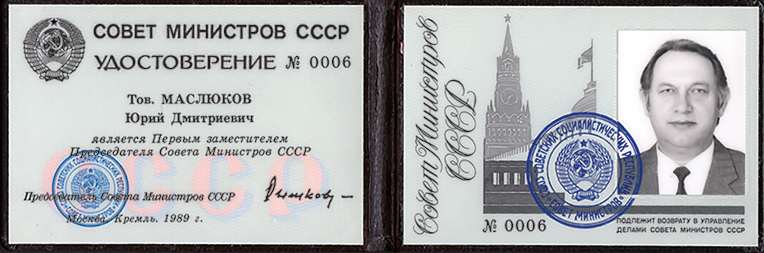 СОВЕТ МИНИСТРОВ СССР
УДОСТОВЕРЕНИЕ № 0006
Тов. МАСЛЮКОВ
Юрий Дмитриевич
является Первым заместителем
Председателя Совета Министров СССР
СССР
Председатель Совета Министров СССР
Москва. Кремль. 1989 г.
Совет Министров
СССР
СОВЕТ МИНИСТРОВ
№ 0006
ПОДЛЕЖИТ ВОЗВРАТУ В УПРАВЛЕНИЕ
ДЕЛАМИ СОВЕТА МИНИСТРОВ СССР